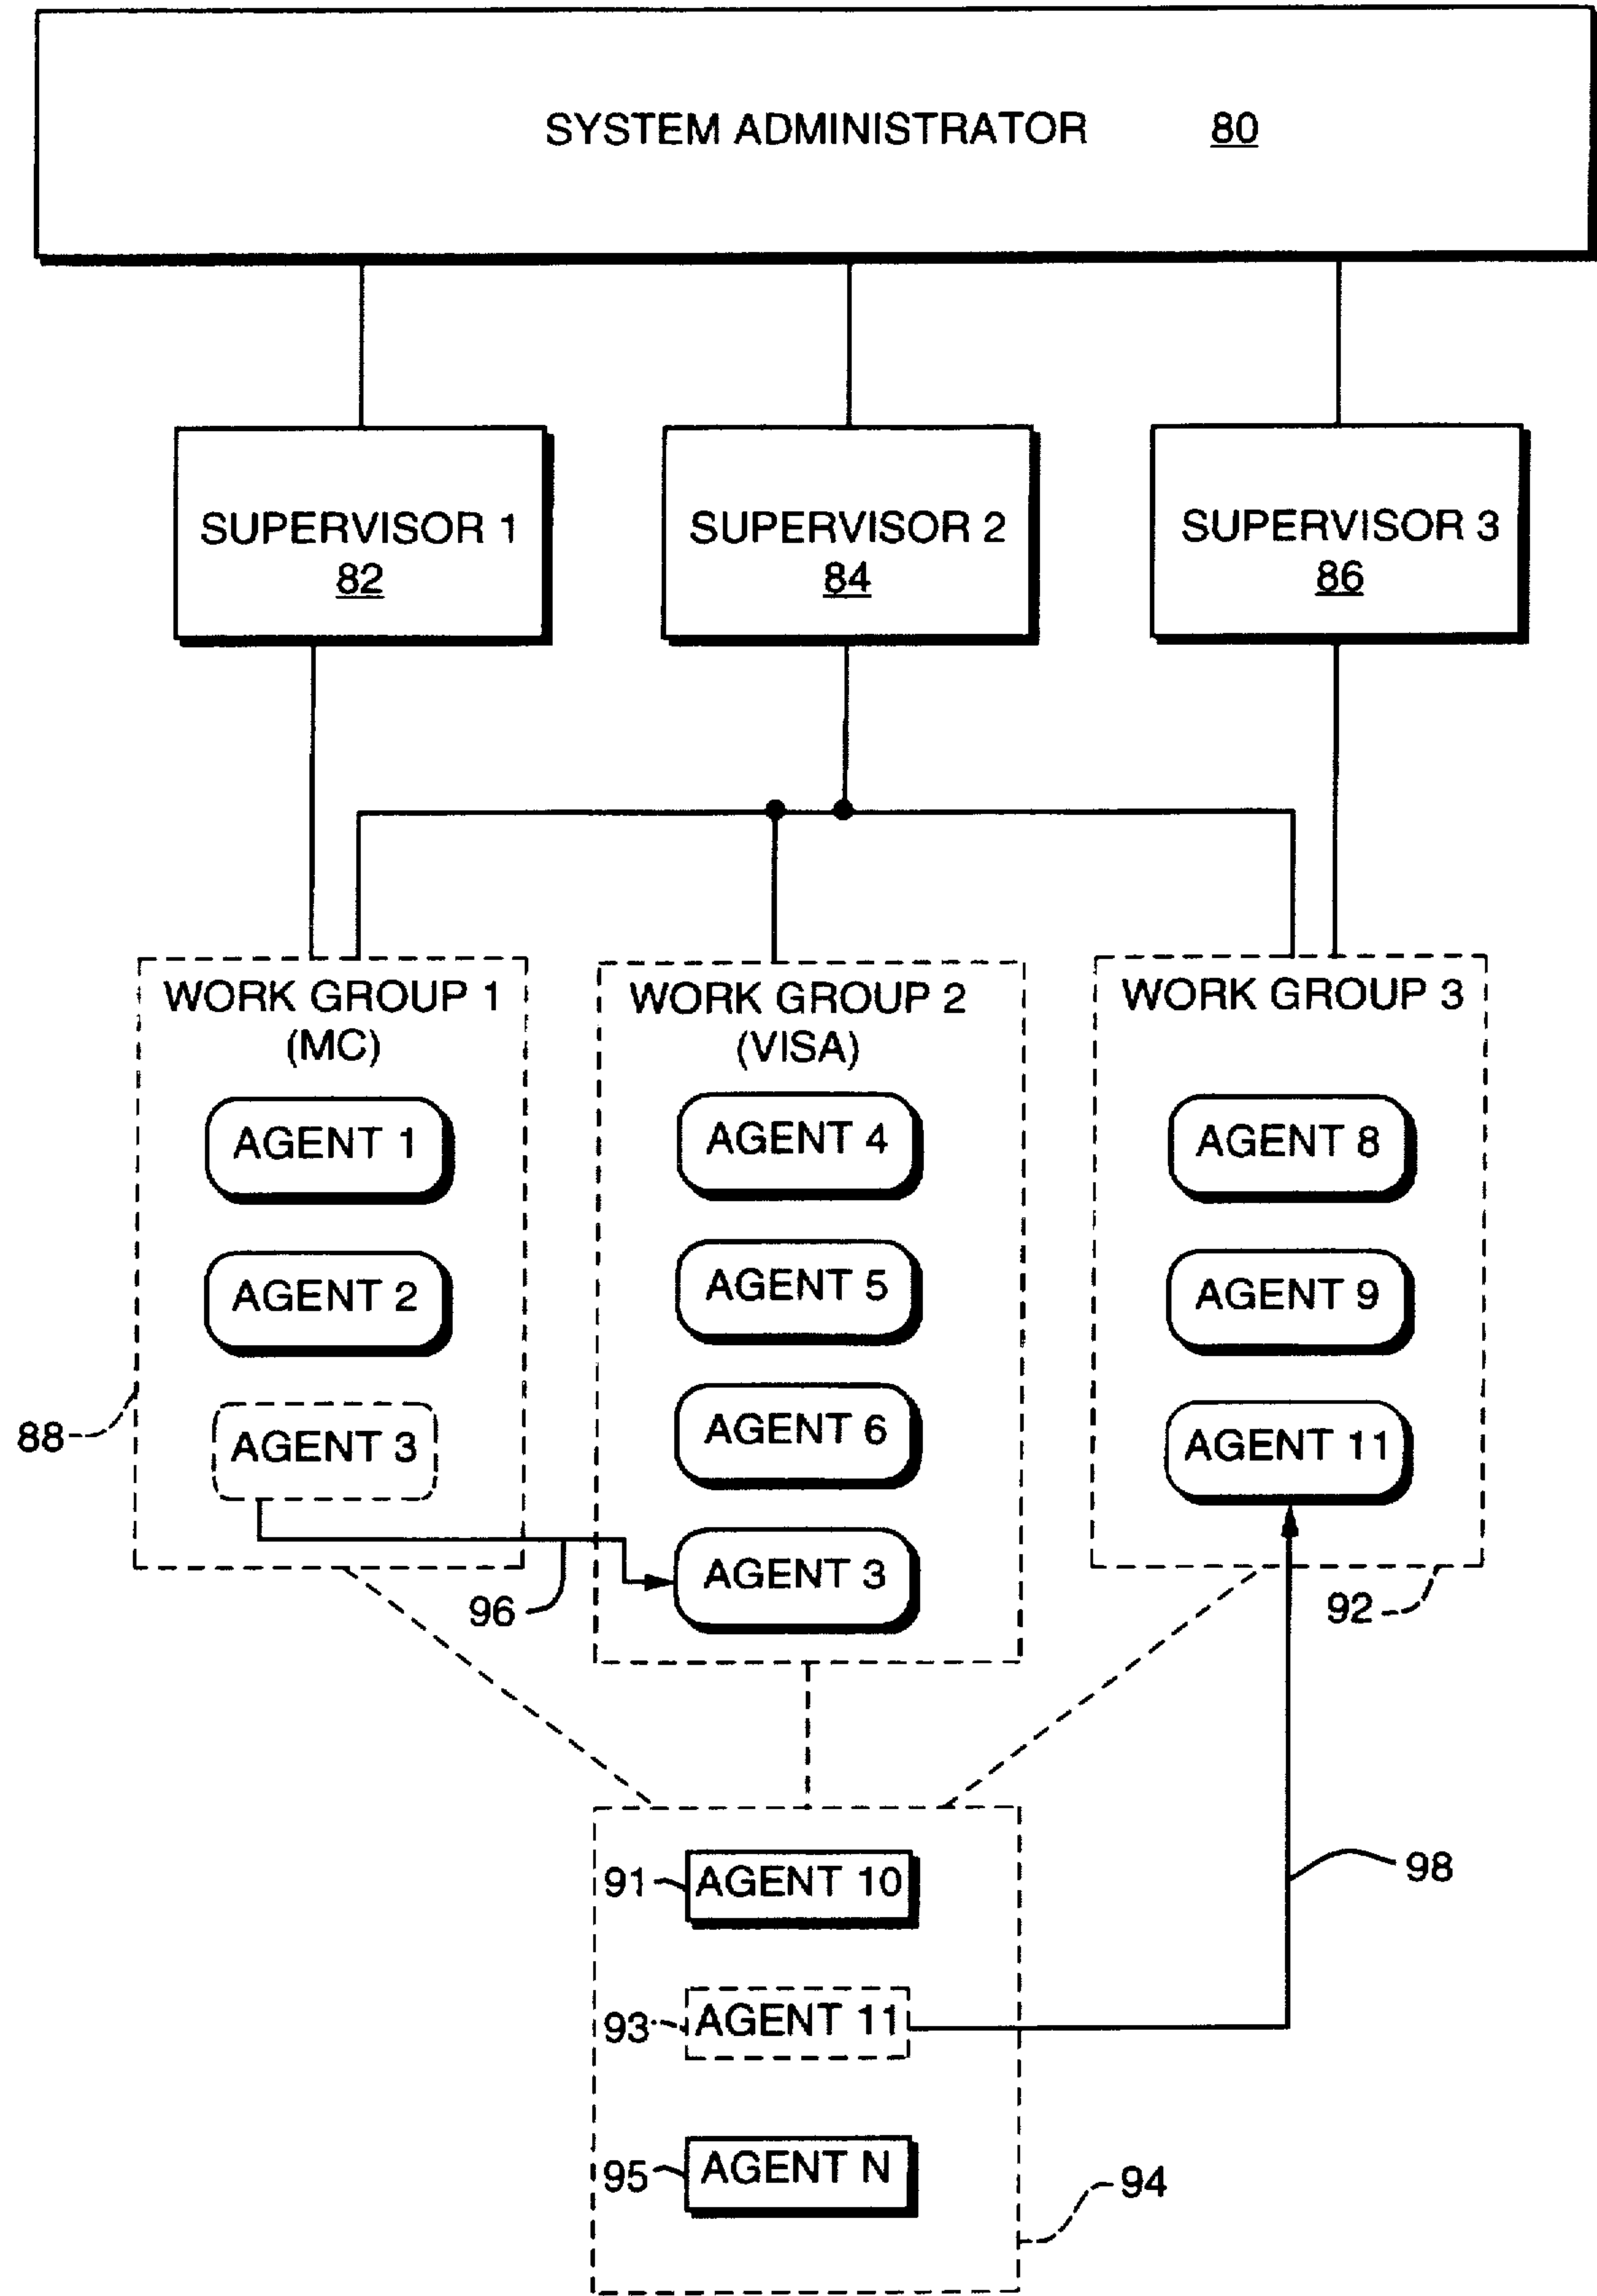 SYSTEM ADMINISTRATOR 80
SUPERVISOR 1
82
SUPERVISOR 2
84
SUPERVISOR 3
86
WORK GROUP 1
(MC)
AGENT 1
AGENT 2
AGENT 3
88
WORK GROUP 2
(VISA)
AGENT 4
AGENT 5
AGENT 6
AGENT 3
96
WORK GROUP 3
AGENT 8
AGENT 9
AGENT 11
92
91 AGENT 10
93 AGENT 11
95 AGENT N
98
94